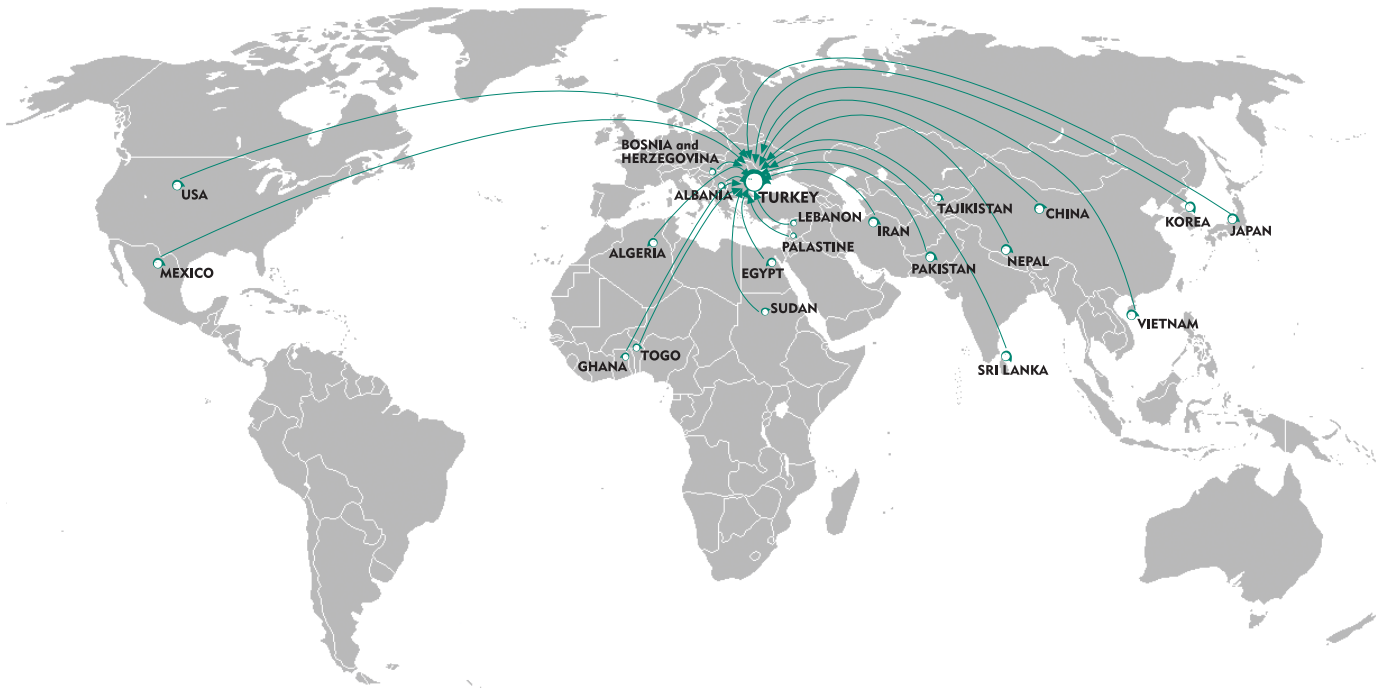 BOSNIA and
HERZEGOVINA
USA
ALBANIA
TURKEY
TAJIKISTAN
CHINA
KOREA
JAPAN
LEBANON
IRAN
PALASTINE
ALGERIA
MEXICO
EGYPT
PAKISTAN
NEPAL
SUDAN
VIETNAM
TOGO
GHANA
SRI LANKA